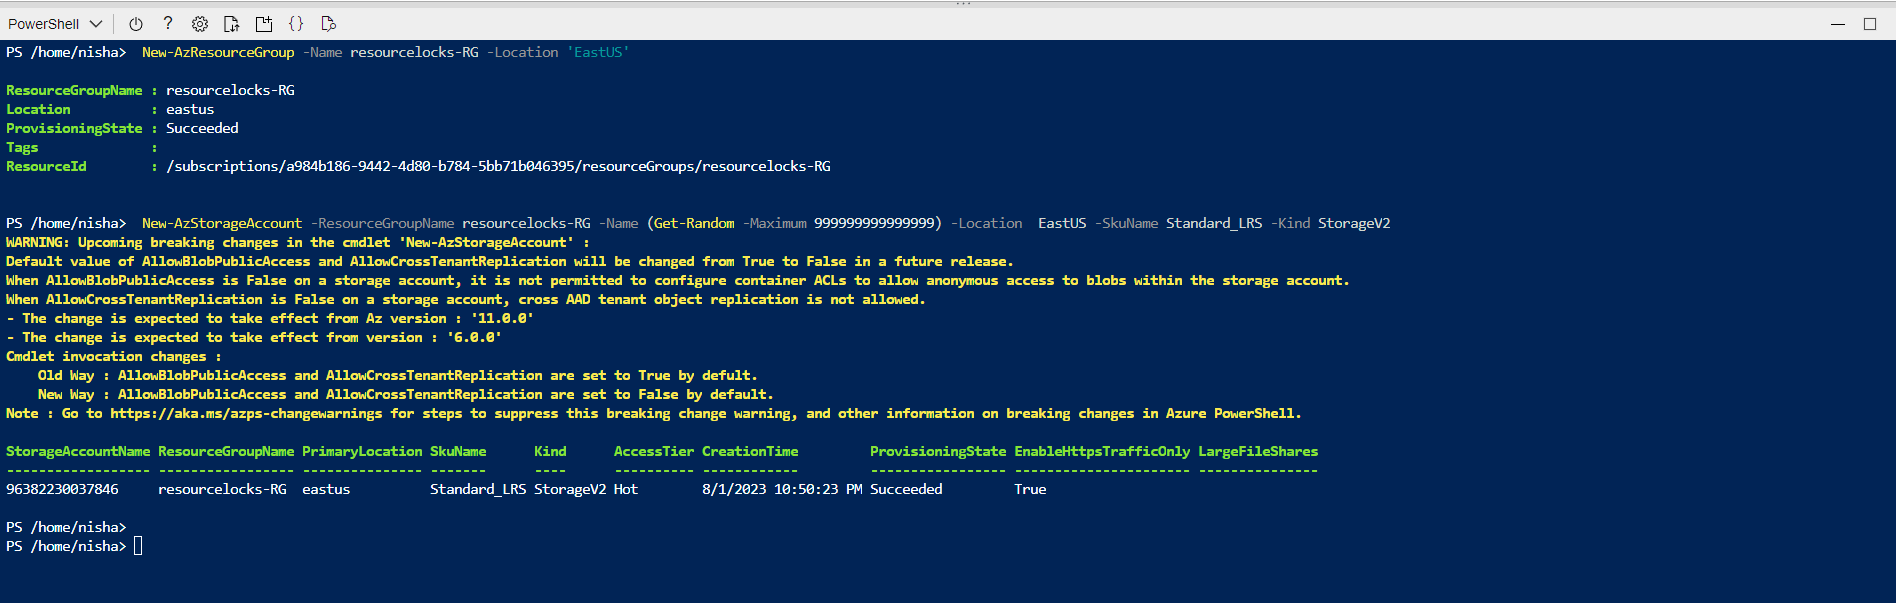 PowerShell
PS /home/nisha> New-AzResourceGroup -Name resourcelocks-RG -Location 'EastUS'
ResourceGroupName : resourcelocks-RG
Location : eastus
ProvisioningState : Succeeded
Tags :
ResourceId : /subscriptions/a984b186-9442-4d80-b784-5bb71b046395/resourceGroups/resourcelocks-RG
PS /home/nisha> New-AzStorageAccount -ResourceGroupName resourcelocks-RG -Name (Get-Random -Maximum 999999999999999) -Location EastUS -SkuName Standard_LRS -Kind StorageV2
WARNING: Upcoming breaking changes in the cmdlet 'New-AzStorageAccount' :
Default value of AllowBlobPublicAccess and AllowCrossTenantReplication will be changed from True to False in a future release.
When AllowBlobPublicAccess is False on a storage account, it is not permitted to configure container ACLs to allow anonymous access to blobs within the storage account.
When AllowCrossTenantReplication is False on a storage account, cross AAD tenant object replication is not allowed.
- The change is expected to take effect from Az version : '11.0.0'
- The change is expected to take effect from version : '6.0.0'
Cmdlet invocation changes :
Old Way : AllowBlobPublicAccess and AllowCrossTenantReplication are set to True by defult.
New Way : AllowBlobPublicAccess and AllowCrossTenantReplication are set to False by default.
Note : Go to https://aka.ms/azps-changewarnings for steps to suppress this breaking change warning, and other information on breaking changes in Azure PowerShell.
StorageAccountName ResourceGroupName PrimaryLocation SkuName Kind AccessTier CreationTime ProvisioningState EnableHttpsTrafficOnly LargeFileShares
------------------ ----------------- --------------- ------- ---- ---------- ------------ ----------------- ---------------------- ---------------
96382230037846 resourcelocks-RG eastus Standard_LRS StorageV2 Hot 8/1/2023 10:50:23 PM Succeeded True
PS /home/nisha>
PS /home/nisha>